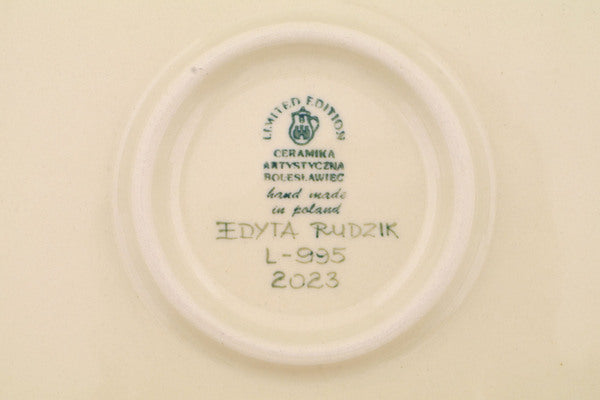 LIMITED EDITION
CERAMIKA
ARTYSTYCZNA
BOLESŁAWIEC
hand made
in poland
EDYTA RUDZIK
L-995
2023